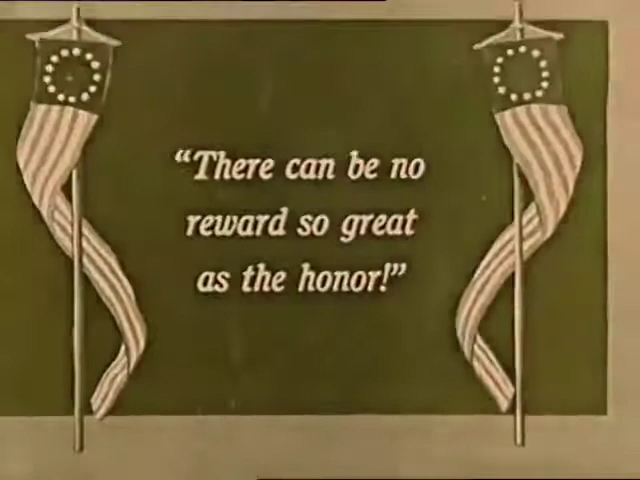 “There can be no
reward so great
as the honor!”